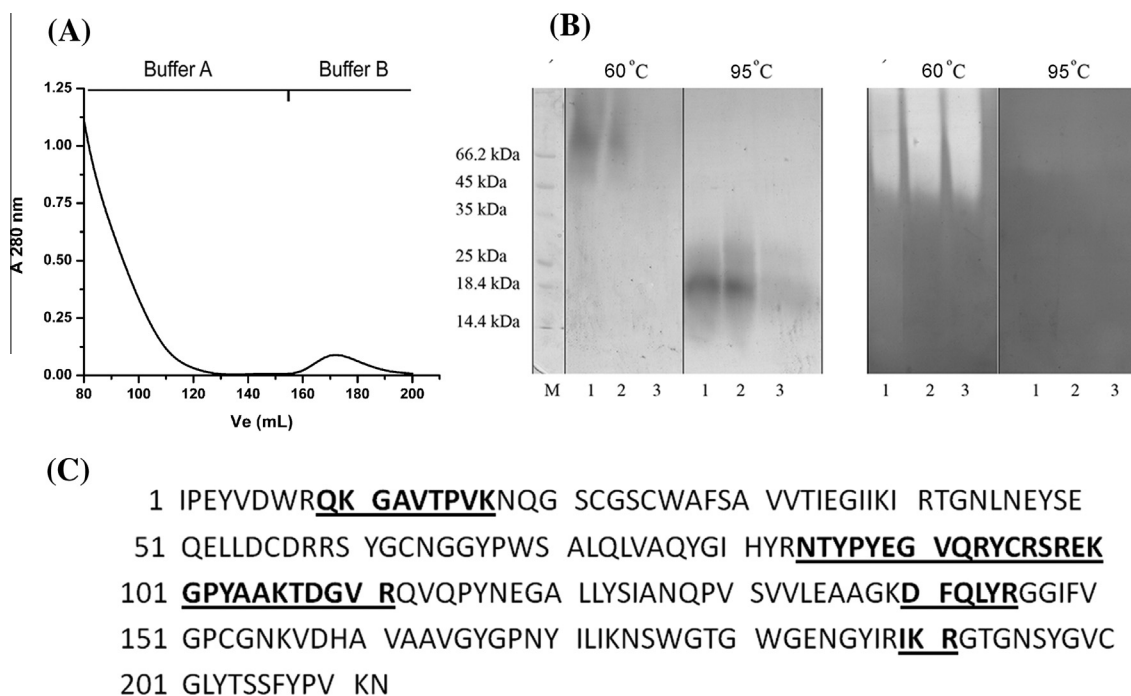 (A)
Buffer A Buffer B
1.25
1.00
0.75
0.50
0.25
0.00
A 280 nm
80 100 120 140 160 180 200
Ve (mL)
(B)
60 °C 95 °C 60 °C 95 °C
66.2 kDa
45 kDa
35 kDa
25 kDa
18.4 kDa
14.4 kDa
M 1 2 3 1 2 3 1 2 3 1 2 3
(C)
1 IPEYVDWRQK GAVTPVKNQG SCGSCWAFSA VVTIEGIIKI RTGNLNEYSE
51 QELLDCDRRS YGCNGGYPWS ALQLVAQYGI HYRNTYPYEG VQRYCRSREK
101 GPYAAKTDGV RQVQPYNEGA LLYSIANQPV SVVLEAAGKD FQLYRGGIFV
151 GPCGNKVDHA VAAVGYGPNY ILIKNSWGTG WGENGYIRIK RGTGNSYGVC
201 GLYTSSFYPV KN